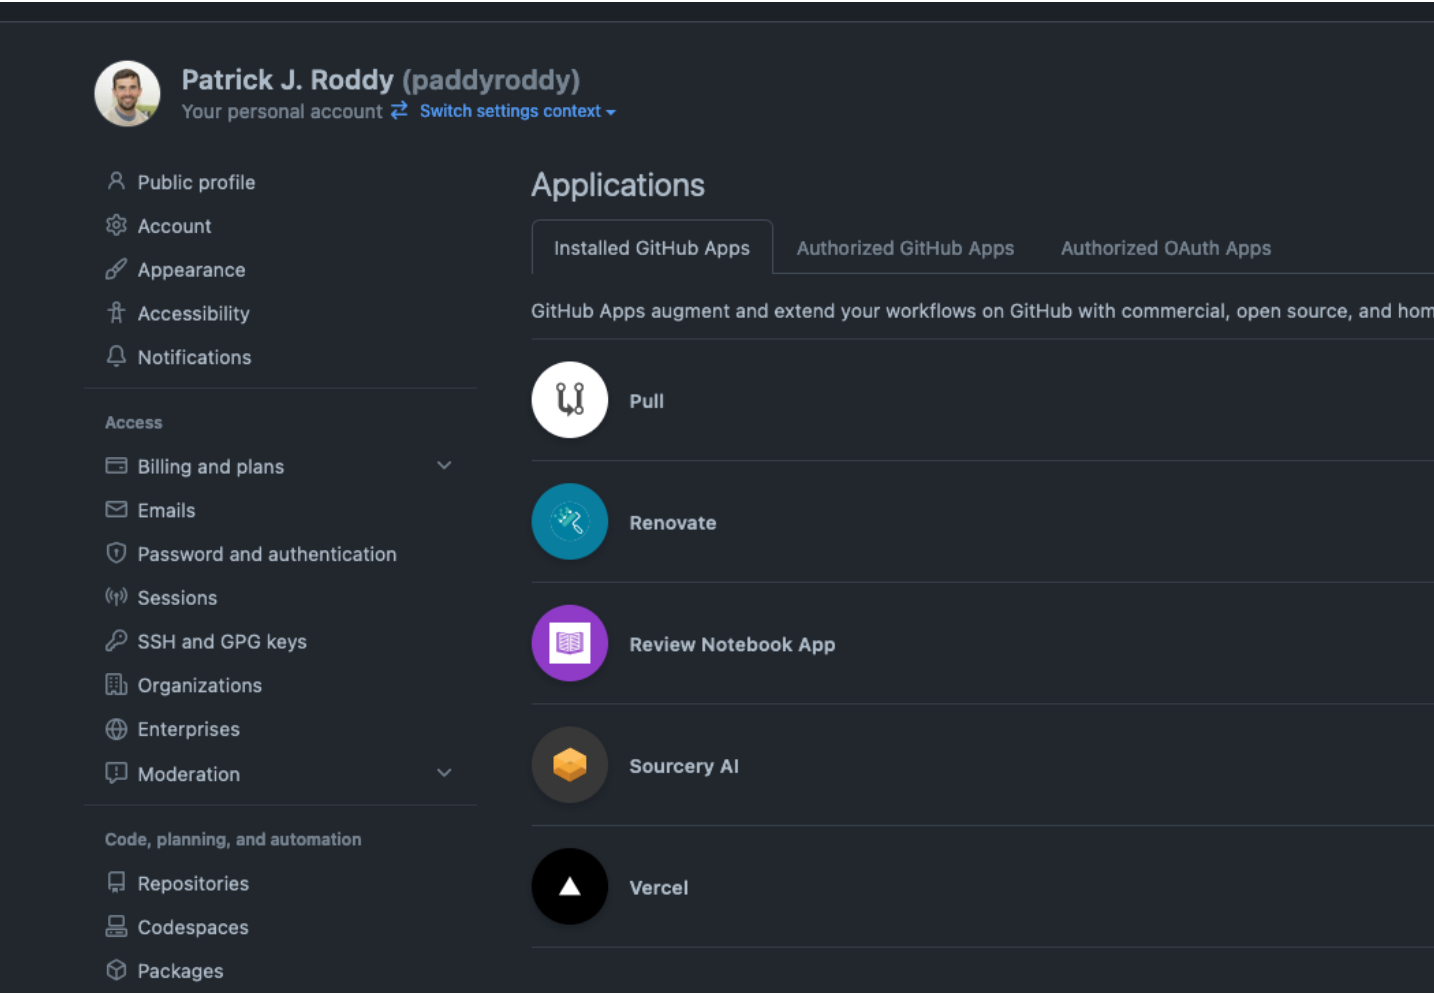 Patrick J. Roddy (paddyroddy)
Your personal account Switch settings context
Public profile
Account
Appearance
Accessibility
Notifications
Access
Billing and plans
Emails
Password and authentication
Sessions
SSH and GPG keys
Organizations
Enterprises
Moderation
Code, planning, and automation
Repositories
Codespaces
Packages
Applications
Installed GitHub Apps Authorized GitHub Apps Authorized OAuth Apps
GitHub Apps augment and extend your workflows on GitHub with commercial, open source, and hom
Pull
Renovate
Review Notebook App
Sourcery AI
Vercel